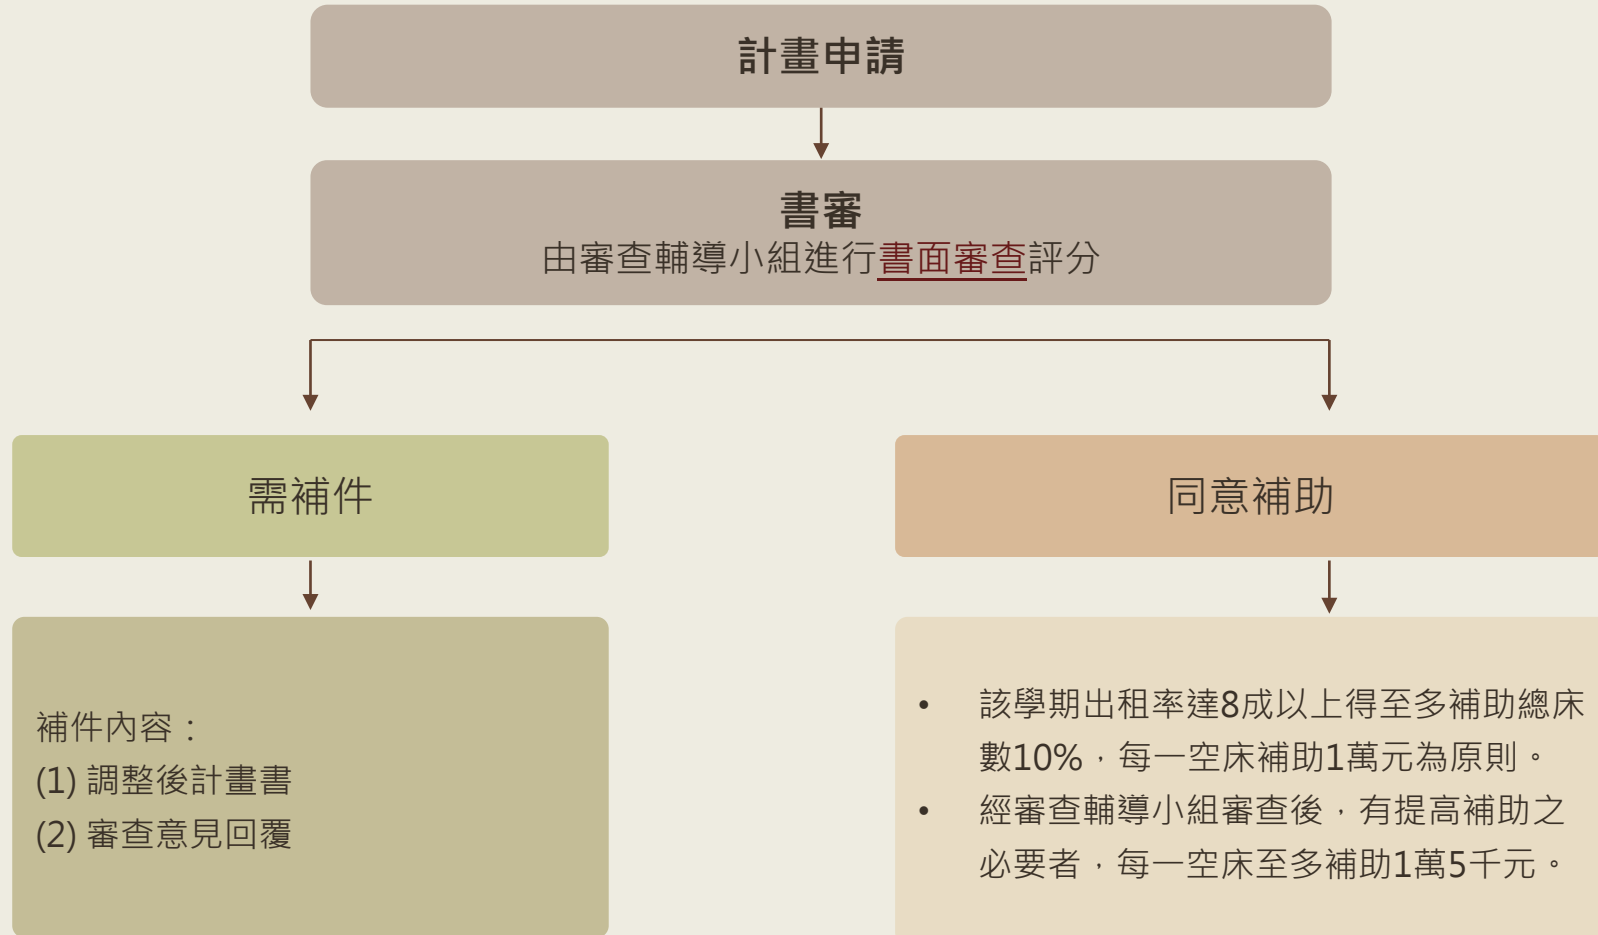 計畫申請
書審
由審查輔導小組進行書面審查評分
需補件
同意補助
補件內容：
(1) 調整後計畫書
(2) 審查意見回覆
• 該學期出租率達8成以上得至多補助總床
數10%，每一空床補助1萬元為原則。
• 經審查輔導小組審查後，有提高補助之
必要者，每一空床至多補助1萬5千元。